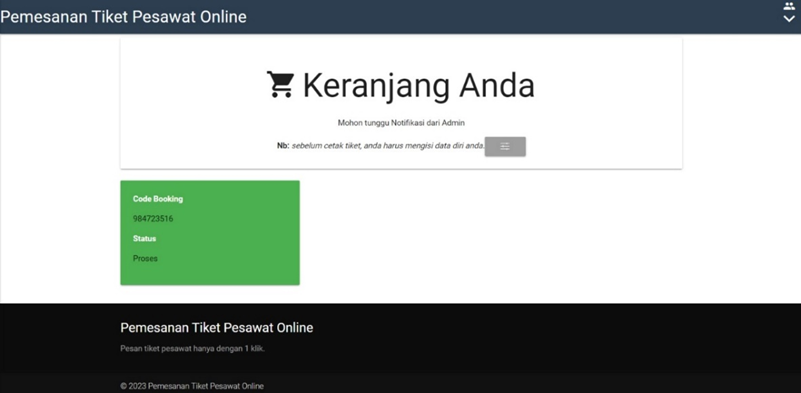 Pemesanan Tiket Pesawat Online
Keranjang Anda
Mohon tunggu Notifikasi dari Admin
Nb: sebelum cetak tiket, anda harus mengisi data diri anda.
Code Booking
984723516
Status
Proses
Pemesanan Tiket Pesawat Online
Pesan tiket pesawat hanya dengan 1 klik.
© 2023 Pemesanan Tiket Pesawat Online